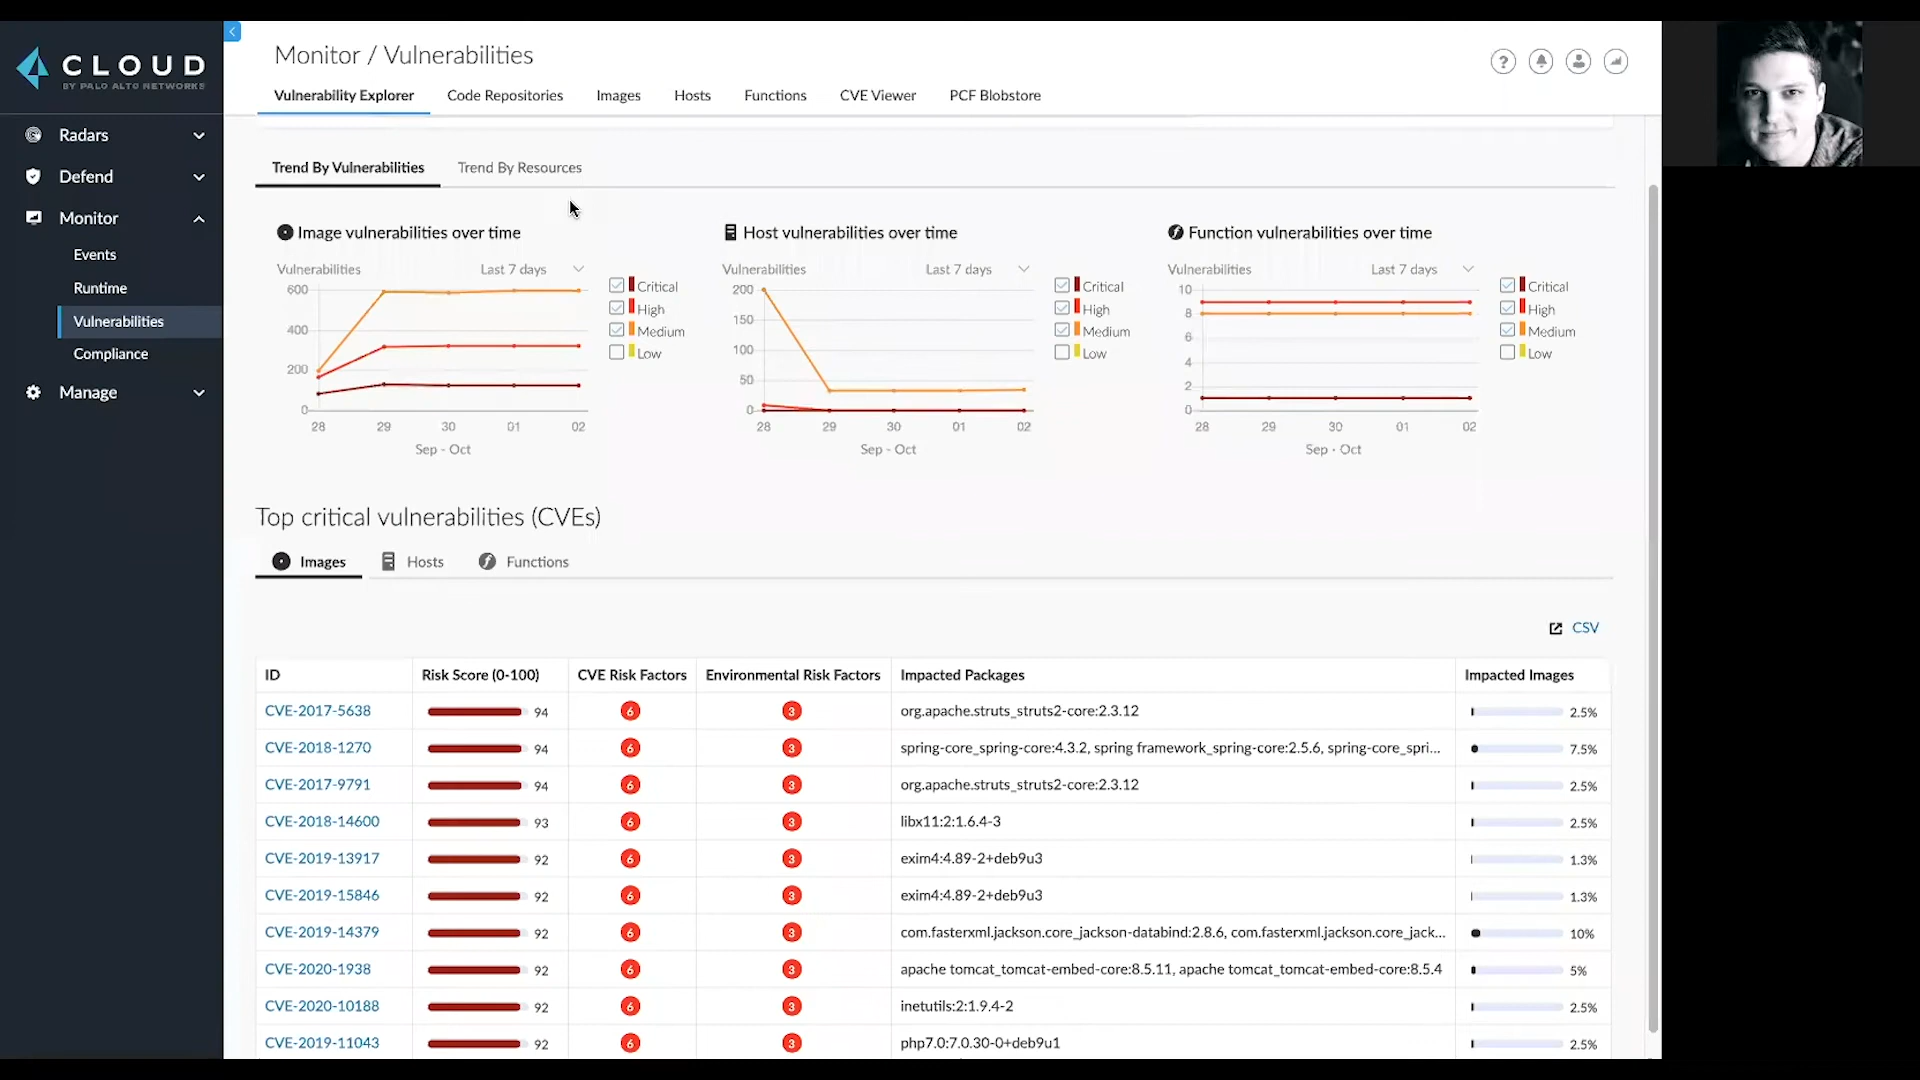 CLOUD
BY PALO ALTO NETWORKS
Radars
Defend
Monitor
Events
Runtime
Vulnerabilities
Compliance
Manage
Monitor / Vulnerabilities
?
Vulnerability Explorer Code Repositories Images Hosts Functions CVE Viewer PCF Blobstore
Trend By Vulnerabilities Trend By Resources
Image vulnerabilities over time
Vulnerabilities Last 7 days
600
400
200
0
28 29 30 01 02
Sep - Oct
Critical
High
Medium
Low
Host vulnerabilities over time
Vulnerabilities Last 7 days
200
150
100
50
0
28 29 30 01 02
Sep - Oct
Critical
High
Medium
Low
Function vulnerabilities over time
Vulnerabilities Last 7 days
10
8
6
4
2
0
28 29 30 01 02
Sep - Oct
Critical
High
Medium
Low
Top critical vulnerabilities (CVEs)
Images Hosts Functions
CSV
ID Risk Score (0-100) CVE Risk Factors Environmental Risk Factors Impacted Packages Impacted Images
CVE-2017-5638 94 6 3 org.apache.struts_struts2-core:2.3.12 2.5%
CVE-2018-1270 94 6 3 spring-core_spring-core:4.3.2, spring framework_spring-core:2.5.6, spring-core_spri... 7.5%
CVE-2017-9791 94 6 3 org.apache.struts_struts2-core:2.3.12 2.5%
CVE-2018-14600 93 6 3 libx11:2:1.6.4-3 2.5%
CVE-2019-13917 92 6 3 exim4:4.89-2+deb9u3 1.3%
CVE-2019-15846 92 6 3 exim4:4.89-2+deb9u3 1.3%
CVE-2019-14379 92 6 3 com.fasterxml.jackson.core_jackson-databind:2.8.6, com.fasterxml.jackson.core_jack... 10%
CVE-2020-1938 92 6 3 apache tomcat_tomcat-embed-core:8.5.11, apache tomcat_tomcat-embed-core:8.5.4 5%
CVE-2020-10188 92 6 3 inetutils:2:1.9.4-2 2.5%
CVE-2019-11043 92 6 3 php7.0:7.0.30-0+deb9u1 2.5%